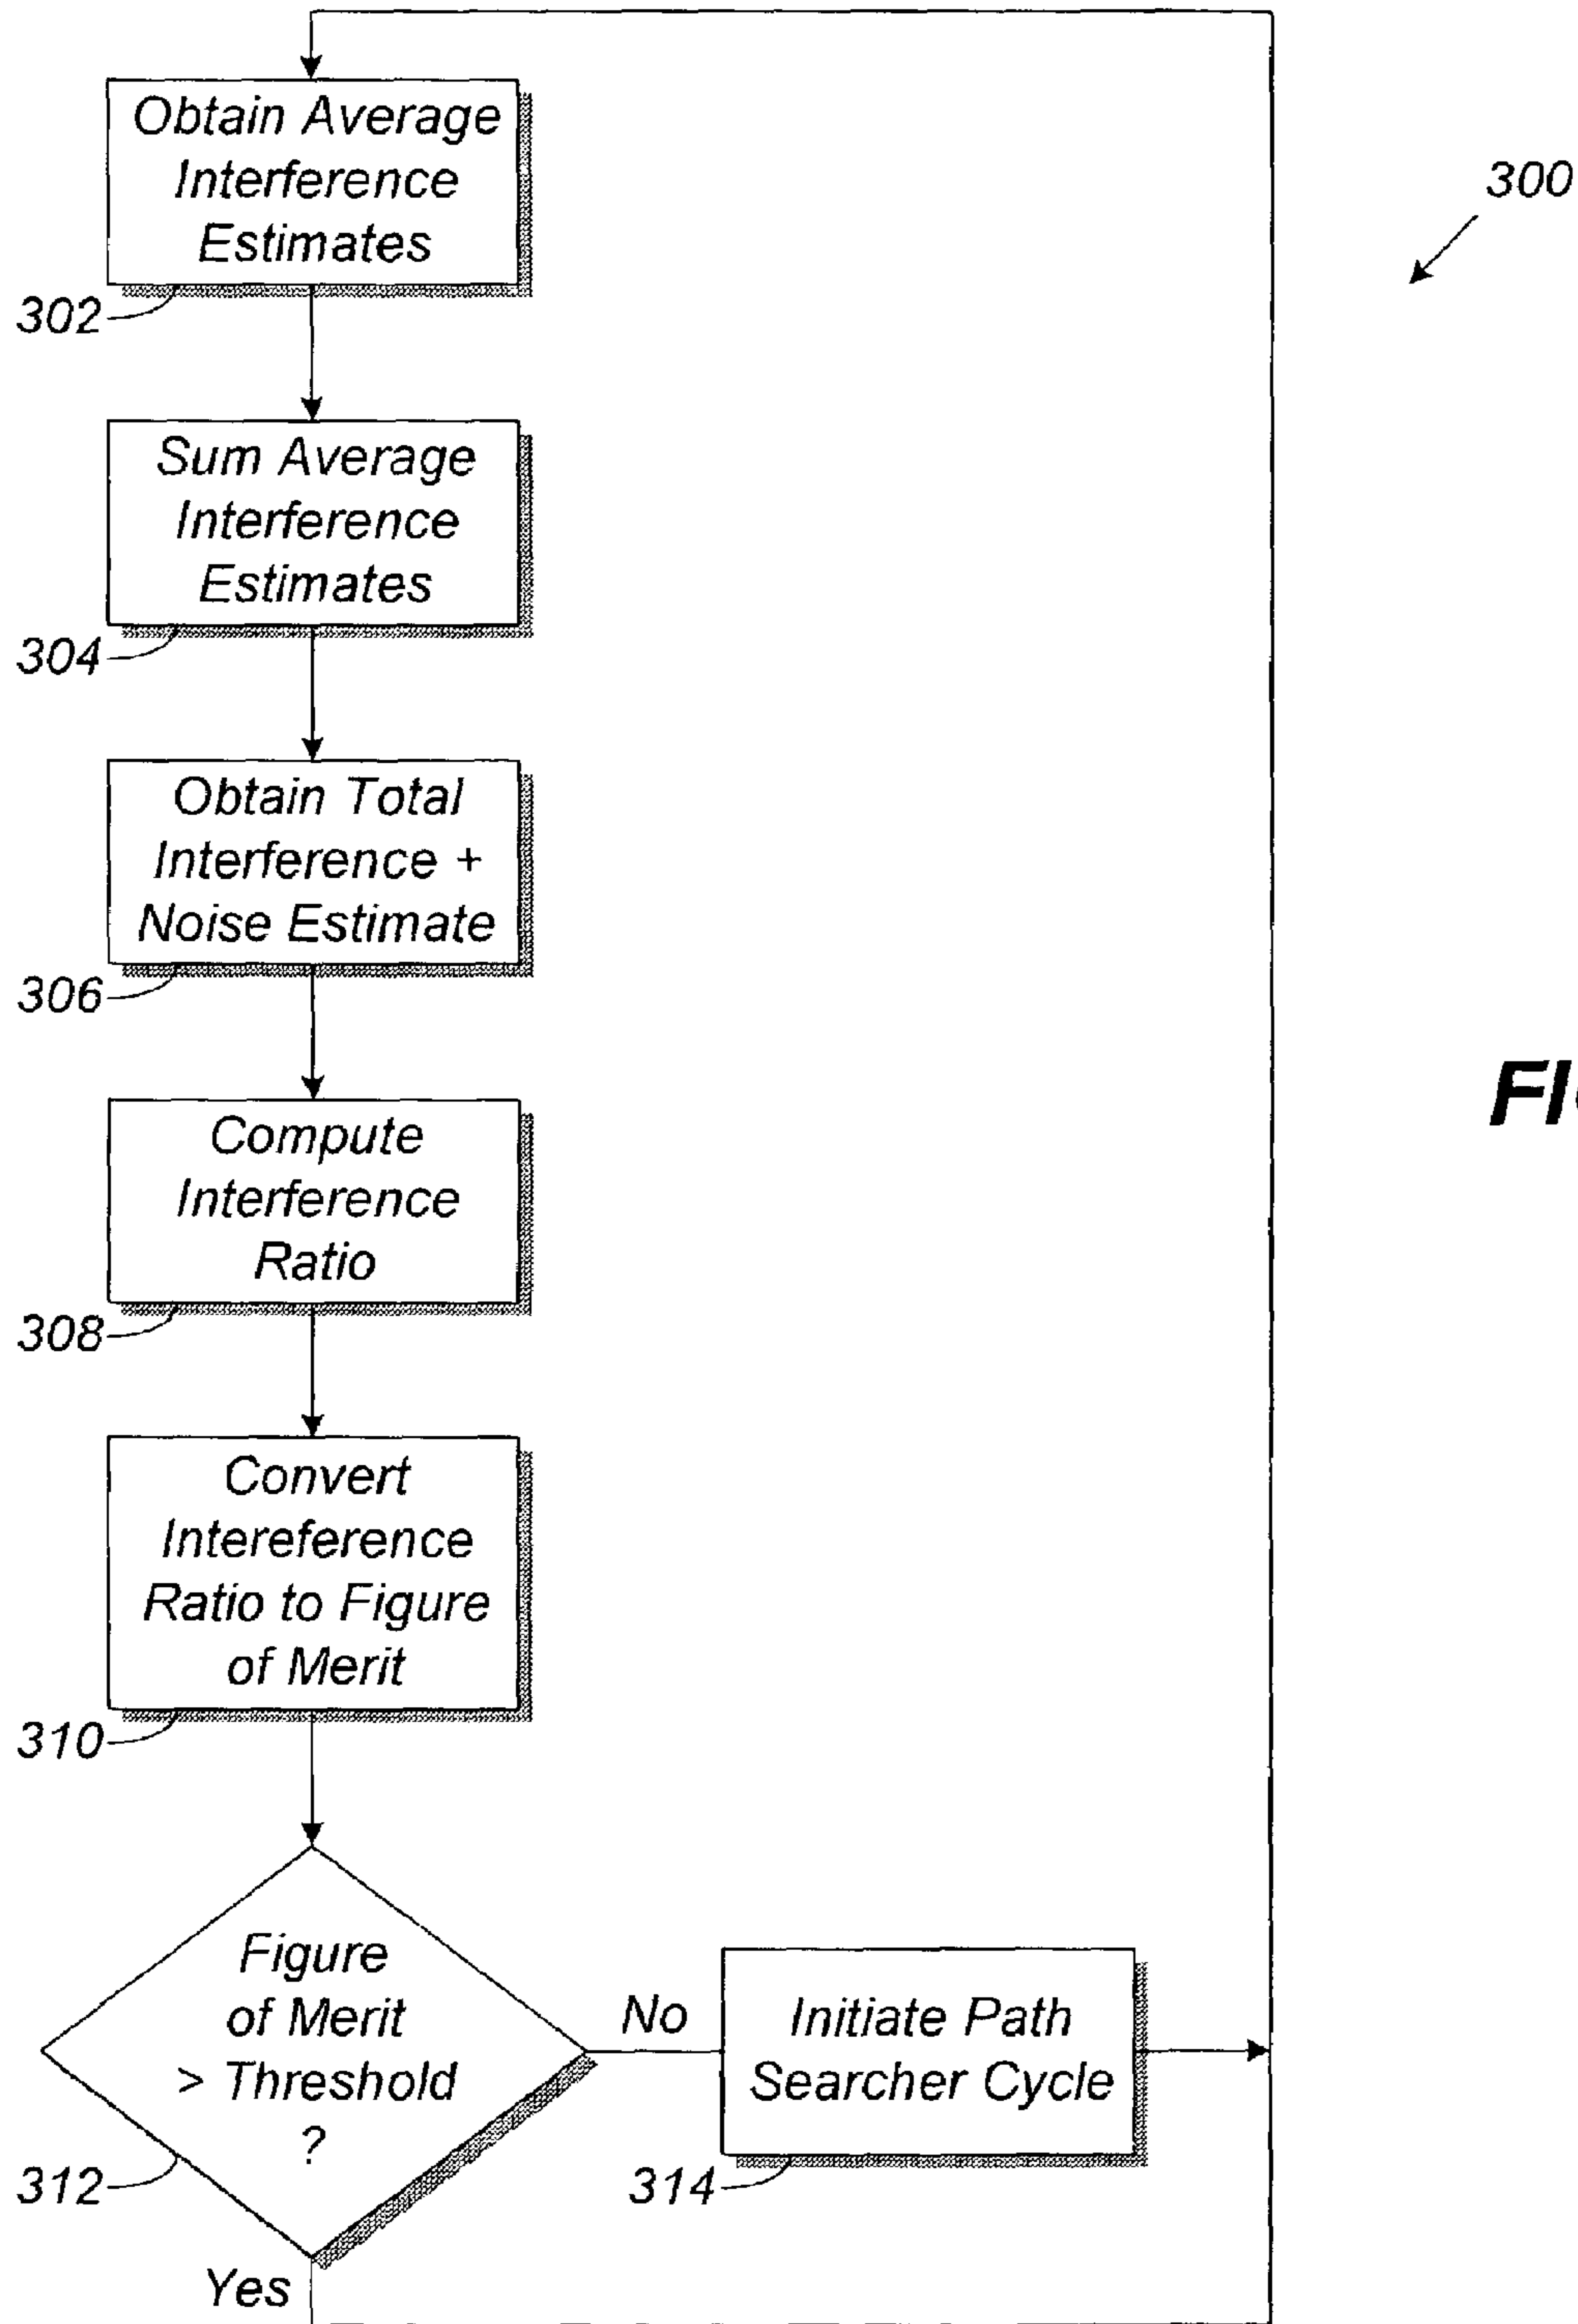 300
Obtain Average
Interference
Estimates
302
Sum Average
Interference
Estimates
304
Obtain Total
Interference +
Noise Estimate
306
Compute
Interference
Ratio
308
Convert
Intereference
Ratio to Figure
of Merit
310
Figure
of Merit
> Threshold
?
312
No
Initiate Path
Searcher Cycle
314
Yes